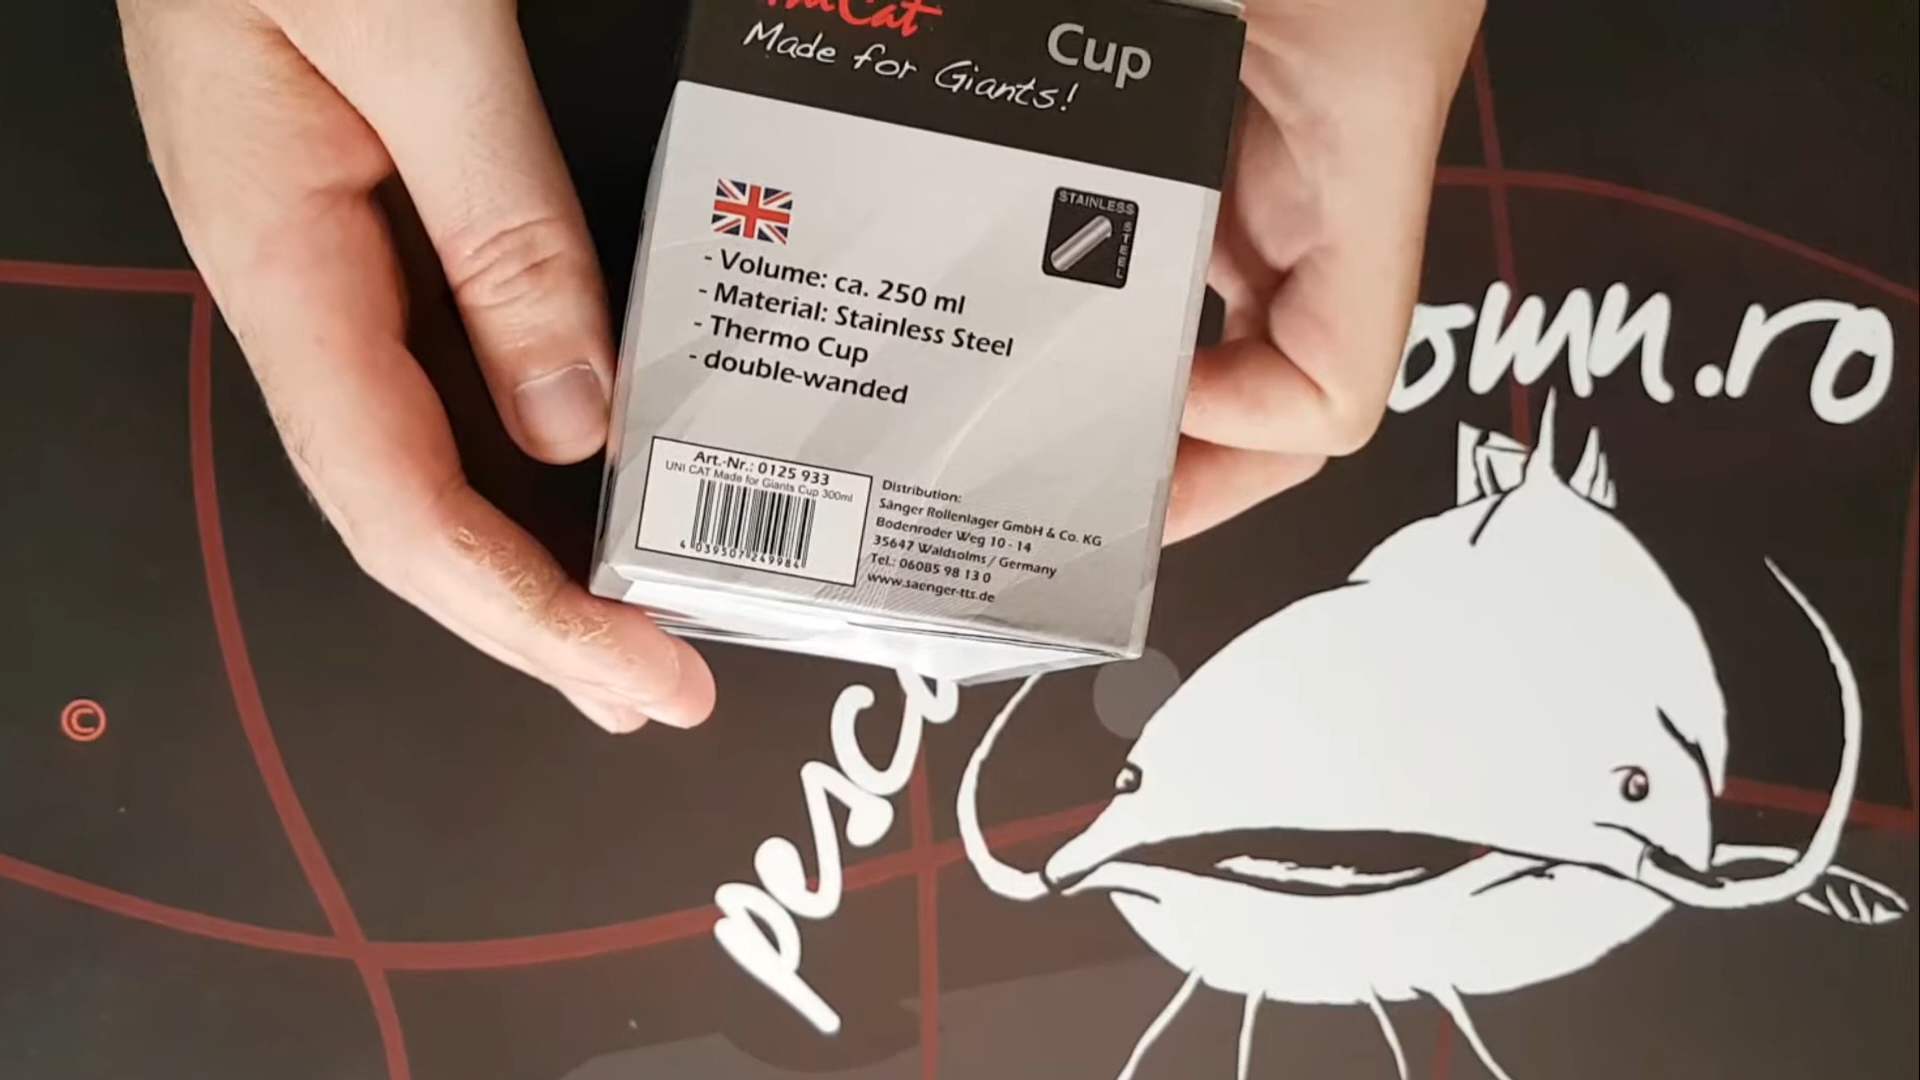 Cat
Cup
Made for Giants!
STAINLESS
STEEL
- Volume: ca. 250 ml
- Material: Stainless Steel
- Thermo Cup
- double-wanded
Art.-Nr.: 0125 933
UNI CAT Made for Giants Cup 300ml
4 039507 249984
Distribution:
Sänger Rollenlager GmbH & Co. KG
Bodenroder Weg 10 - 14
35647 Waldsolms / Germany
Tel.: 06085 98 13 0
www.saenger-tts.de
own.ro
©
pesca